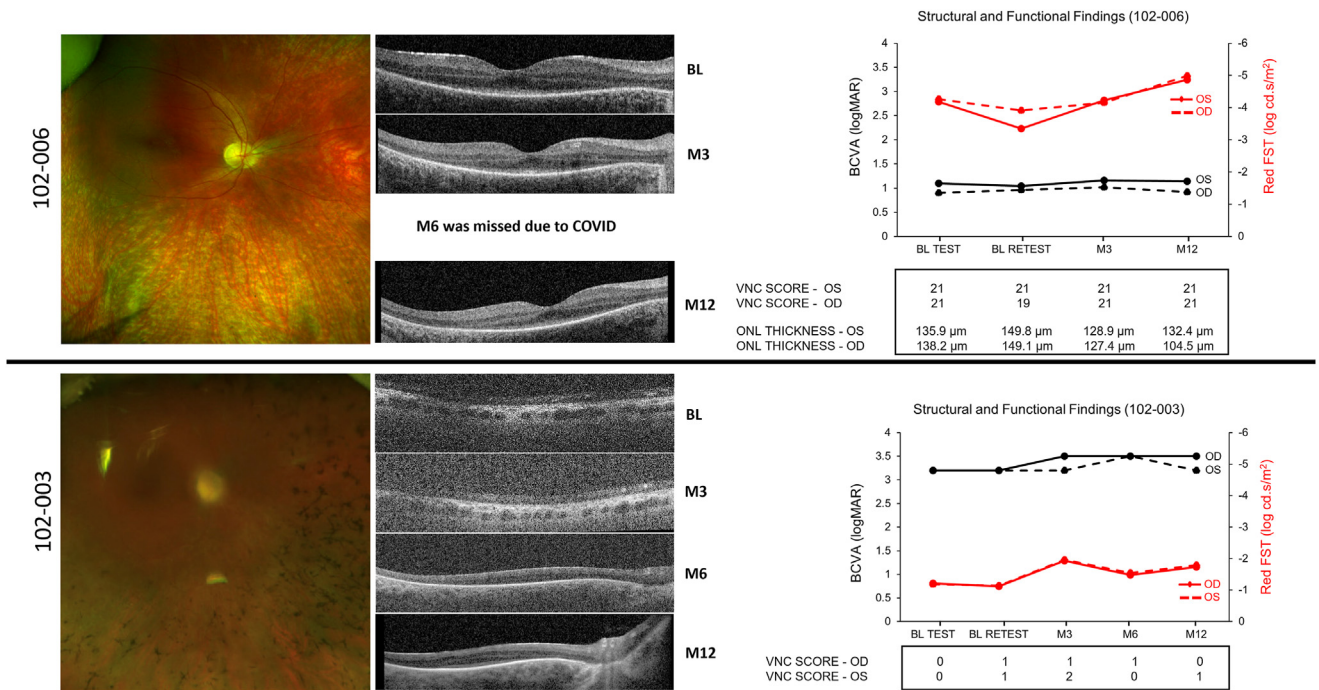 102-006
BL
M3
M6 was missed due to COVID
M12
Structural and Functional Findings (102-006)
BCVA (logMAR)
4
3.5
3
2.5
2
1.5
1
0.5
0
-6
-5
-4
-3
-2
-1
0
Red FST (log cd.s/m²)
OS
OD
OS
OD
BL TEST BL RETEST M3 M12
VNC SCORE - OS 21 21 21 21
VNC SCORE - OD 21 19 21 21
ONL THICKNESS - OS 135.9 µm 149.8 µm 128.9 µm 132.4 µm
ONL THICKNESS - OD 138.2 µm 149.1 µm 127.4 µm 104.5 µm
102-003
BL
M3
M6
M12
Structural and Functional Findings (102-003)
BCVA (logMAR)
4
3.5
3
2.5
2
1.5
1
0.5
0
-6
-5
-4
-3
-2
-1
0
Red FST (log cd.s/m²)
OD
OS
OD
OS
BL TEST BL RETEST M3 M6 M12
VNC SCORE - OD 0 1 1 1 0
VNC SCORE - OS 0 1 2 0 1